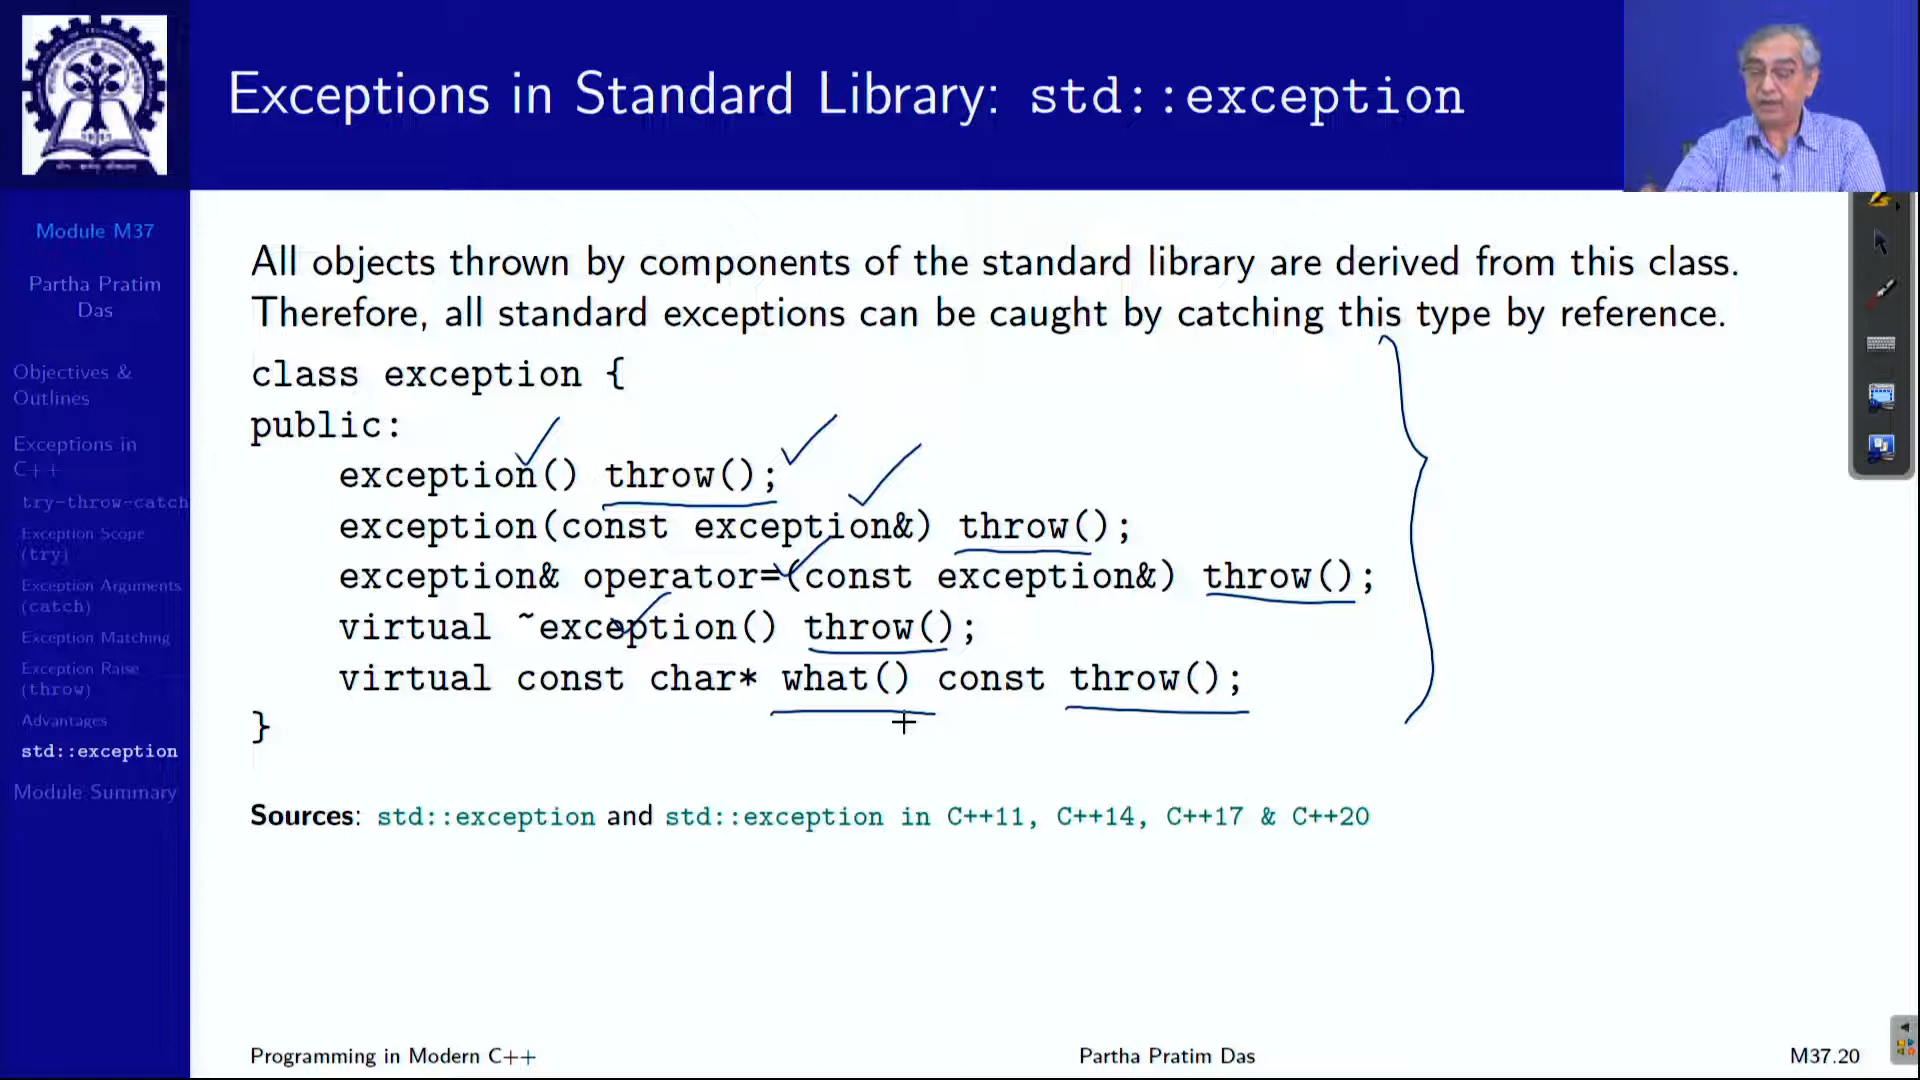 Exceptions in Standard Library: std::exception
Module M37
Partha Pratim
Das
Objectives &
Outlines
Exceptions in
C++
try-throw-catch
Exception Scope
(try)
Exception Arguments
(catch)
Exception Matching
Exception Raise
(throw)
Advantages
std::exception
Module Summary
All objects thrown by components of the standard library are derived from this class.
Therefore, all standard exceptions can be caught by catching this type by reference.
class exception {
public:
exception() throw();
exception(const exception&) throw();
exception& operator=(const exception&) throw();
virtual ~exception() throw();
virtual const char* what() const throw();
}
Sources: std::exception and std::exception in C++11, C++14, C++17 & C++20
Programming in Modern C++
Partha Pratim Das
M37.20